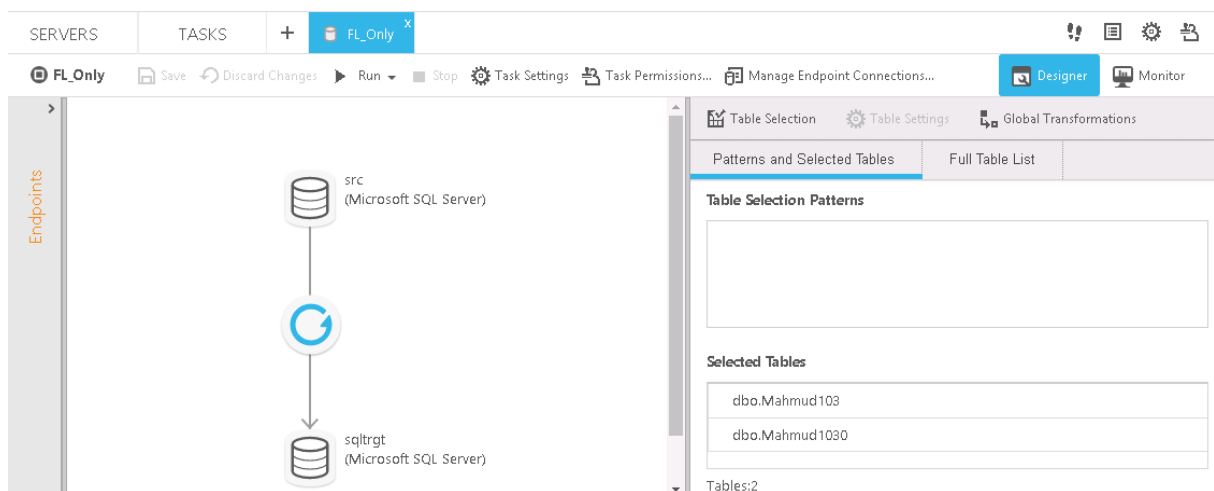 SERVERS TASKS + FL_Only X
FL_Only Save Discard Changes Run Stop Task Settings Task Permissions... Manage Endpoint Connections... Designer Monitor
Endpoints
src
(Microsoft SQL Server)
sqltrgt
(Microsoft SQL Server)
Table Selection Table Settings Global Transformations
Patterns and Selected Tables Full Table List
Table Selection Patterns
Selected Tables
dbo.Mahmud103
dbo.Mahmud1030
Tables:2